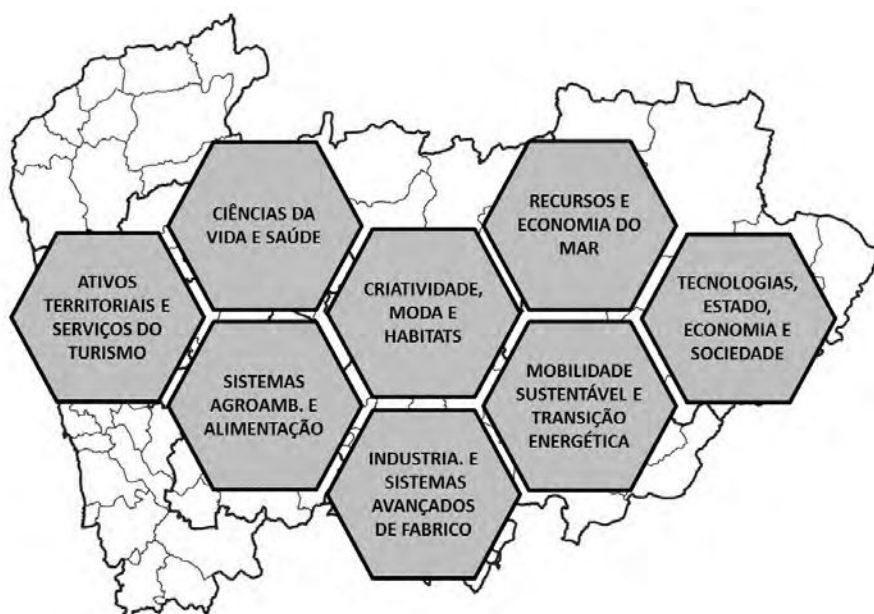 CIÊNCIAS DA
VIDA E SAÚDE
RECURSOS E
ECONOMIA DO
MAR
ATIVOS
TERRITORIAIS E
SERVIÇOS DO
TURISMO
CRIATIVIDADE,
MODA E
HABITATS
TECNOLOGIAS,
ESTADO,
ECONOMIA E
SOCIEDADE
SISTEMAS
AGROAMB. E
ALIMENTAÇÃO
MOBILIDADE
SUSTENTÁVEL E
TRANSIÇÃO
ENERGÉTICA
INDUSTRIA. E
SISTEMAS
AVANÇADOS
DE FABRICO